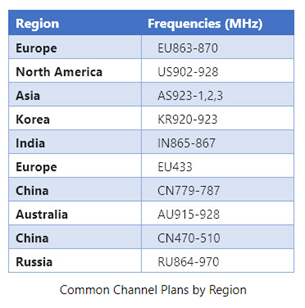 Region Frequencies (MHz)
Europe EU863-870
North America US902-928
Asia AS923-1,2,3
Korea KR920-923
India IN865-867
Europe EU433
China CN779-787
Australia AU915-928
China CN470-510
Russia RU864-970
Common Channel Plans by Region